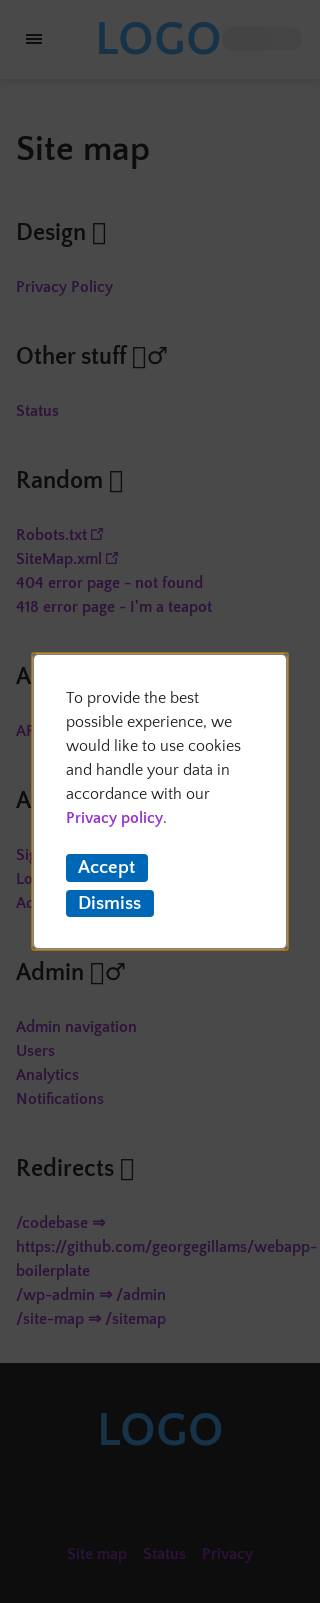 LOGO
Site map
Design
Privacy Policy
Other stuff ♂
Status
Random
Robots.txt
SiteMap.xml
404 error page - not found
418 error page - I'm a teapot
To provide the best
possible experience, we
would like to use cookies
and handle your data in
accordance with our
Privacy policy.
Accept
Dismiss
Admin ♂
Admin navigation
Users
Analytics
Notifications
Redirects
/codebase ⇒
https://github.com/georgegillams/webapp-
boilerplate
/wp-admin ⇒ /admin
/site-map ⇒ /sitemap
LOGO
Site map Status Privacy